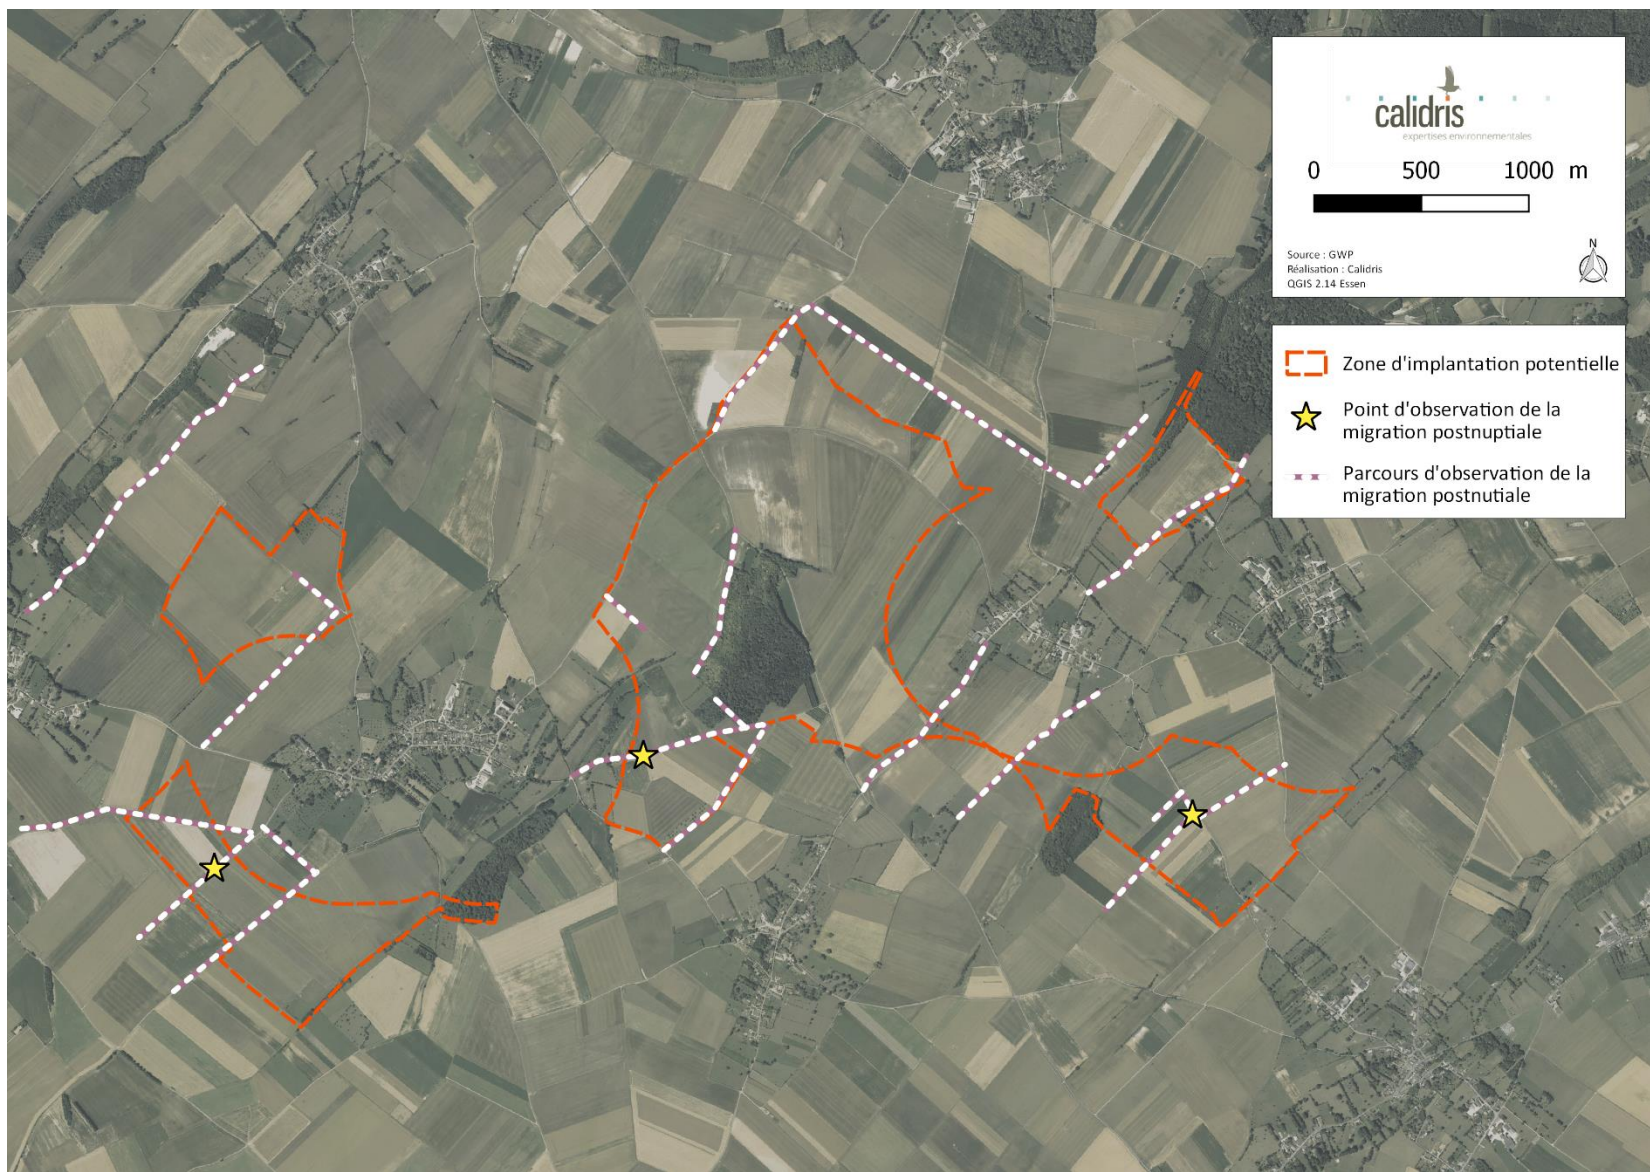 calidris
expertises environnementales
0 500 1000 m
Source : GWP
Réalisation : Calidris
QGIS 2.14 Essen
N
Zone d'implantation potentielle
Point d'observation de la
migration postnuptiale
Parcours d'observation de la
migration postnutiale